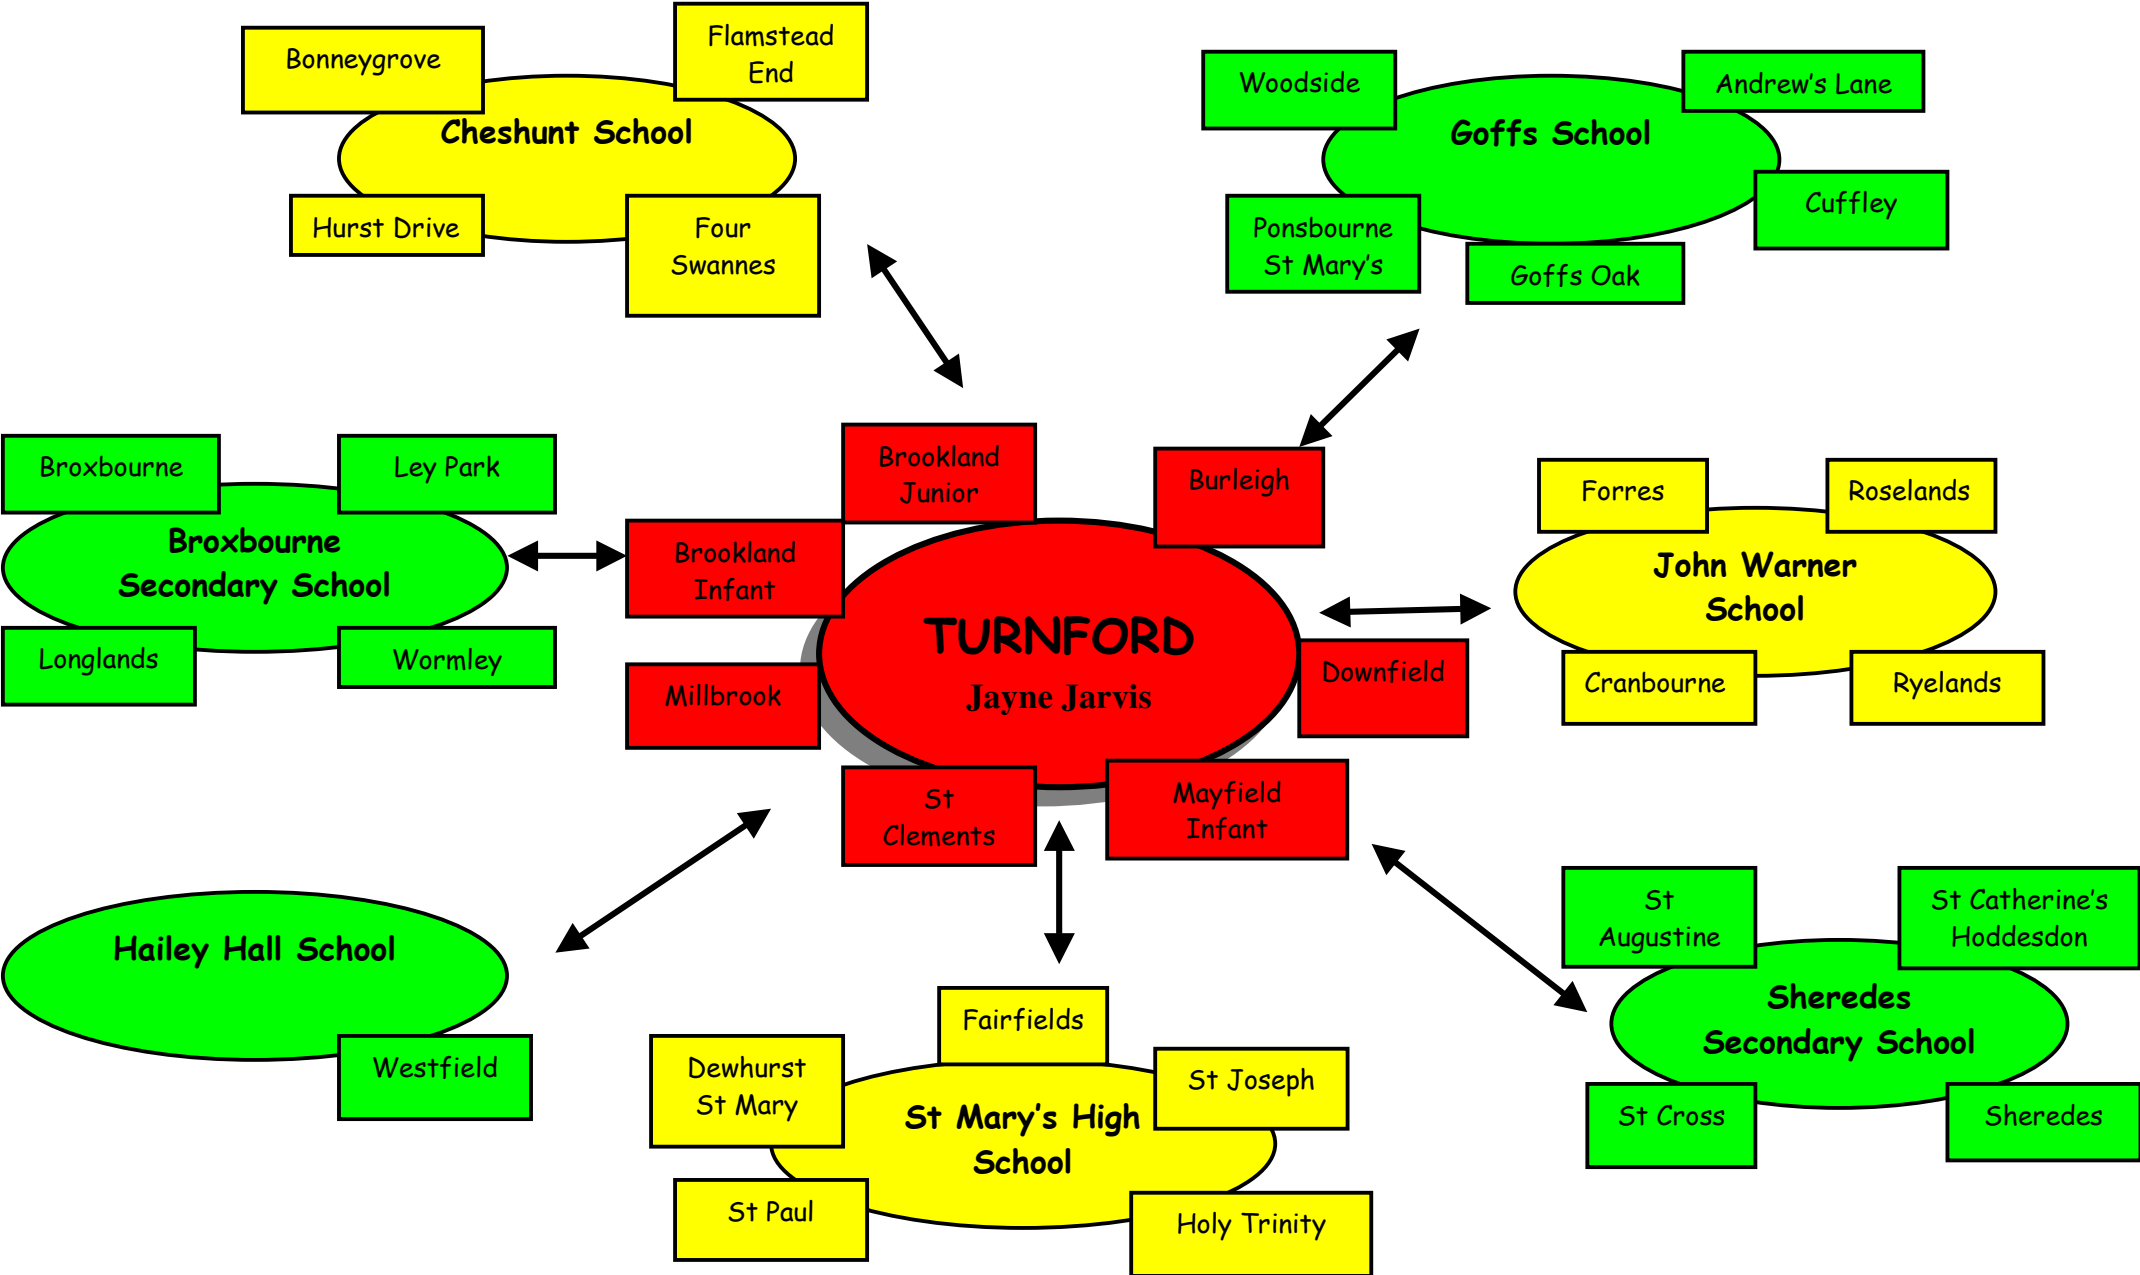 Bonneygrove
Flamstead
End
Cheshunt School
Hurst Drive
Four
Swannes
Woodside
Andrew's Lane
Goffs School
Cuffley
Ponsbourne
St Mary's
Goffs Oak
Broxbourne
Ley Park
Broxbourne
Secondary School
Longlands
Wormley
Brookland
Junior
Burleigh
Brookland
Infant
TURNFORD
Jayne Jarvis
Millbrook
Downfield
St
Clements
Mayfield
Infant
Forres
Roselands
John Warner
School
Cranbourne
Ryelands
Hailey Hall School
Westfield
Fairfields
Dewhurst
St Mary
St Joseph
St Mary's High
School
St Paul
Holy Trinity
St
Augustine
St Catherine's
Hoddesdon
Sheredes
Secondary School
St Cross
Sheredes